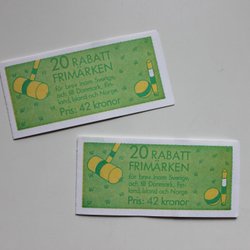 20 RABATT
FRIMÄRKEN
för brev inom Sverige,
och till Danmark, Fin-
land, Island och Norge.
Pris: 42 kronor
20 RABATT
FRIMÄRKEN
för brev inom Sverige,
och till Danmark, Fin-
land, Island och Norge.
Pris: 42 kronor